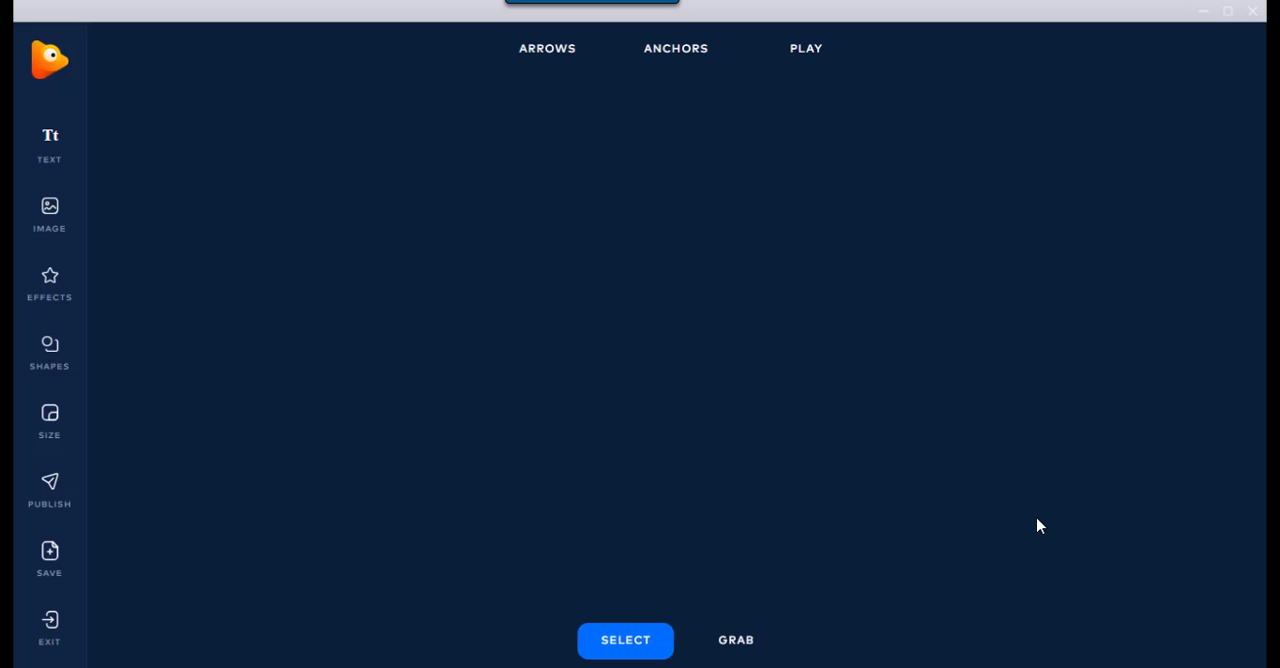 ARROWS ANCHORS PLAY
Tt
TEXT
IMAGE
EFFECTS
SHAPES
SIZE
PUBLISH
SAVE
EXIT
SELECT GRAB